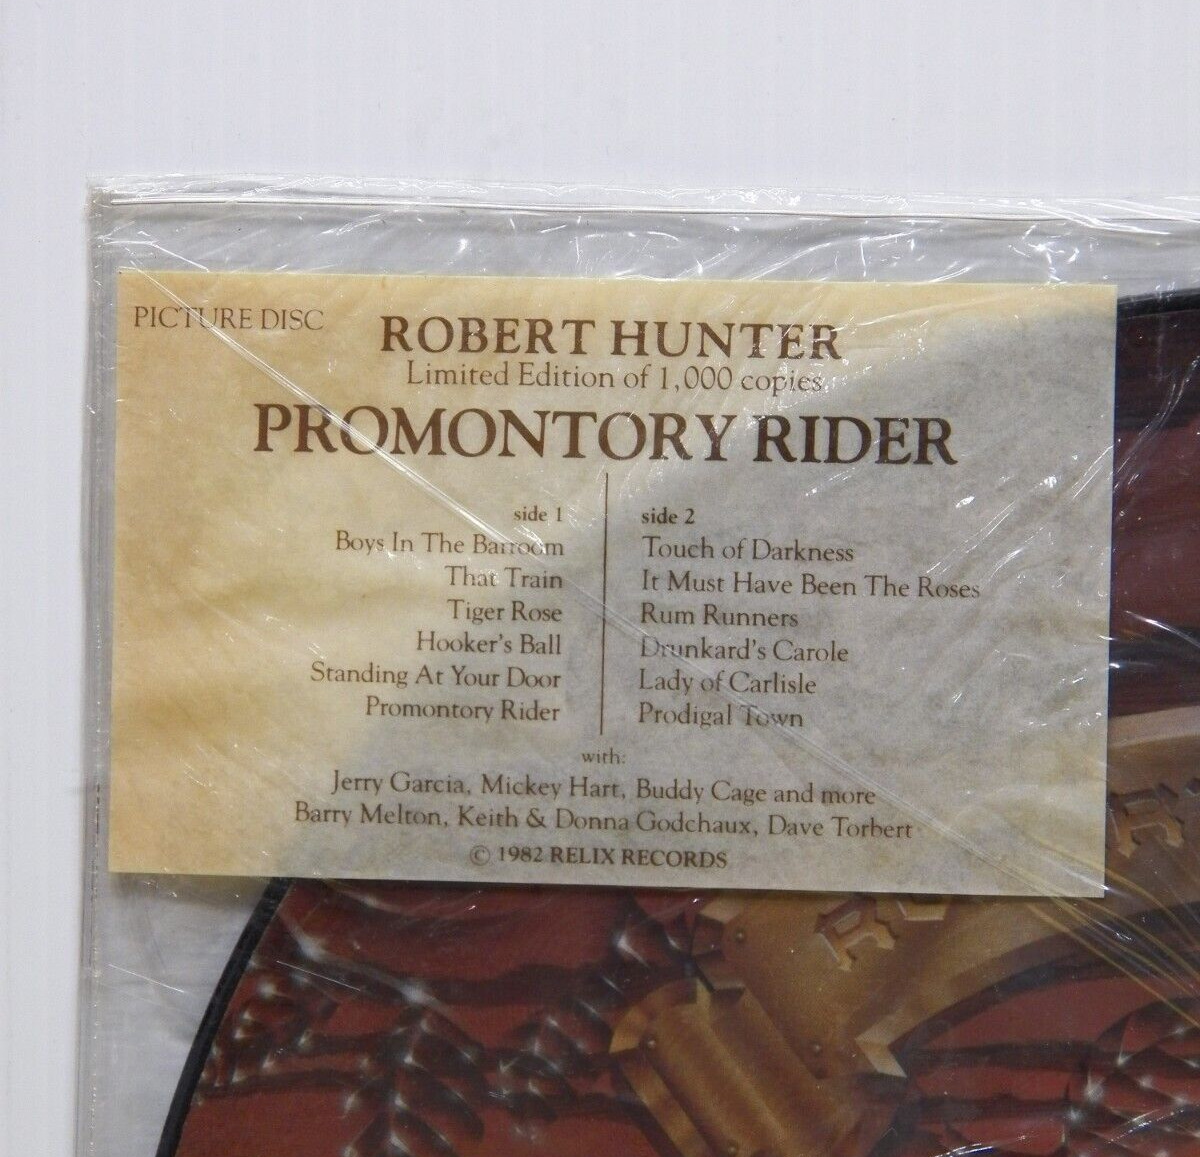 PICTURE DISC
ROBERT HUNTER
Limited Edition of 1,000 copies
PROMONTORY RIDER
side 1
Boys In The Barroom
That Train
Tiger Rose
Hooker's Ball
Standing At Your Door
Promontory Rider
side 2
Touch of Darkness
It Must Have Been The Roses
Rum Runners
Drunkard's Carole
Lady of Carlisle
Prodigal Town
with:
Jerry Garcia, Mickey Hart, Buddy Cage and more
Barry Melton, Keith & Donna Godchaux, Dave Torbert
© 1982 RELIX RECORDS